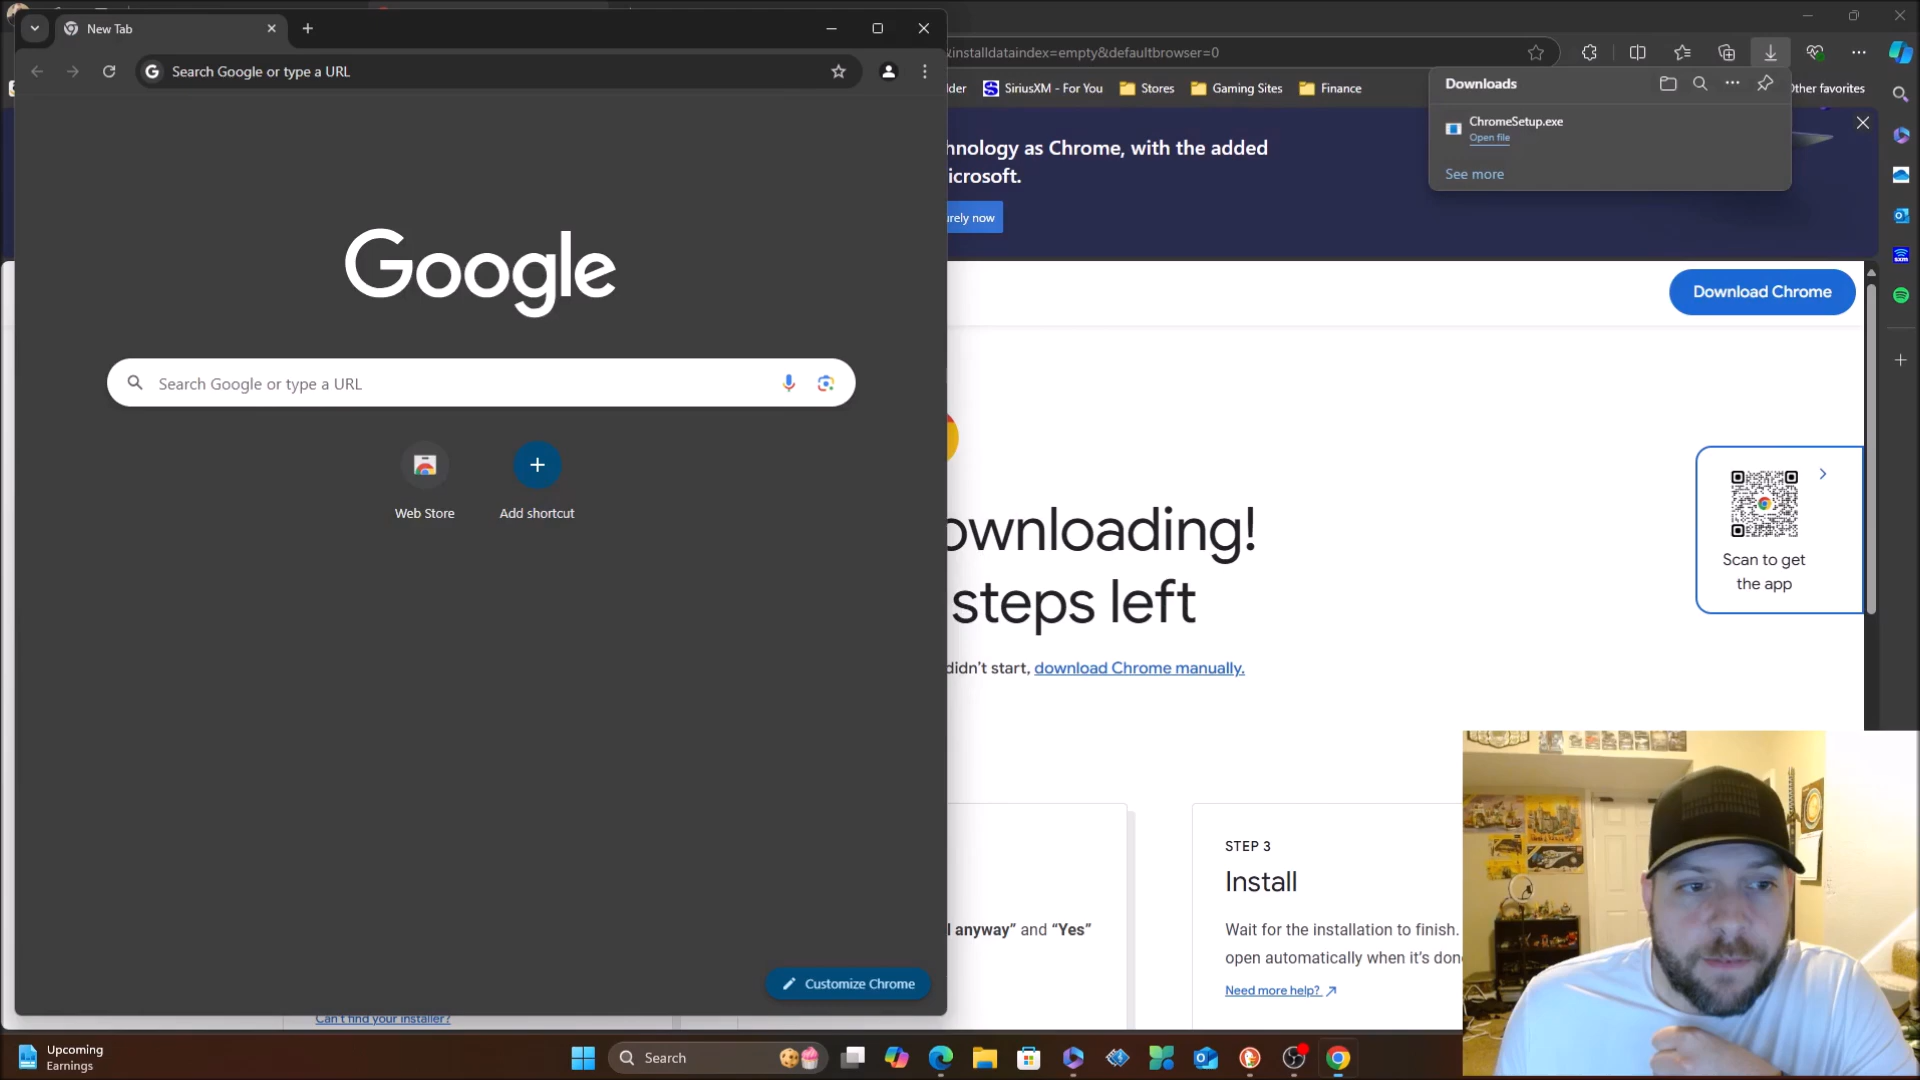 New Tab
Search Google or type a URL
&installdataindex=empty&defaultbrowser=0
der
SiriusXM - For You
Stores
Gaming Sites
Finance
ther favorites
Downloads
ChromeSetup.exe
Open file
See more
hnology as Chrome, with the added
icrosoft.
urely now
Google
Search Google or type a URL
Web Store
Add shortcut
Customize Chrome
Download Chrome
ownloading!
steps left
didn't start, download Chrome manually.
Scan to get
the app
l anyway” and “Yes”
STEP 3
Install
Wait for the installation to finish.
open automatically when it's don
Need more help?
Can't find your installer?
Upcoming
Earnings
Search